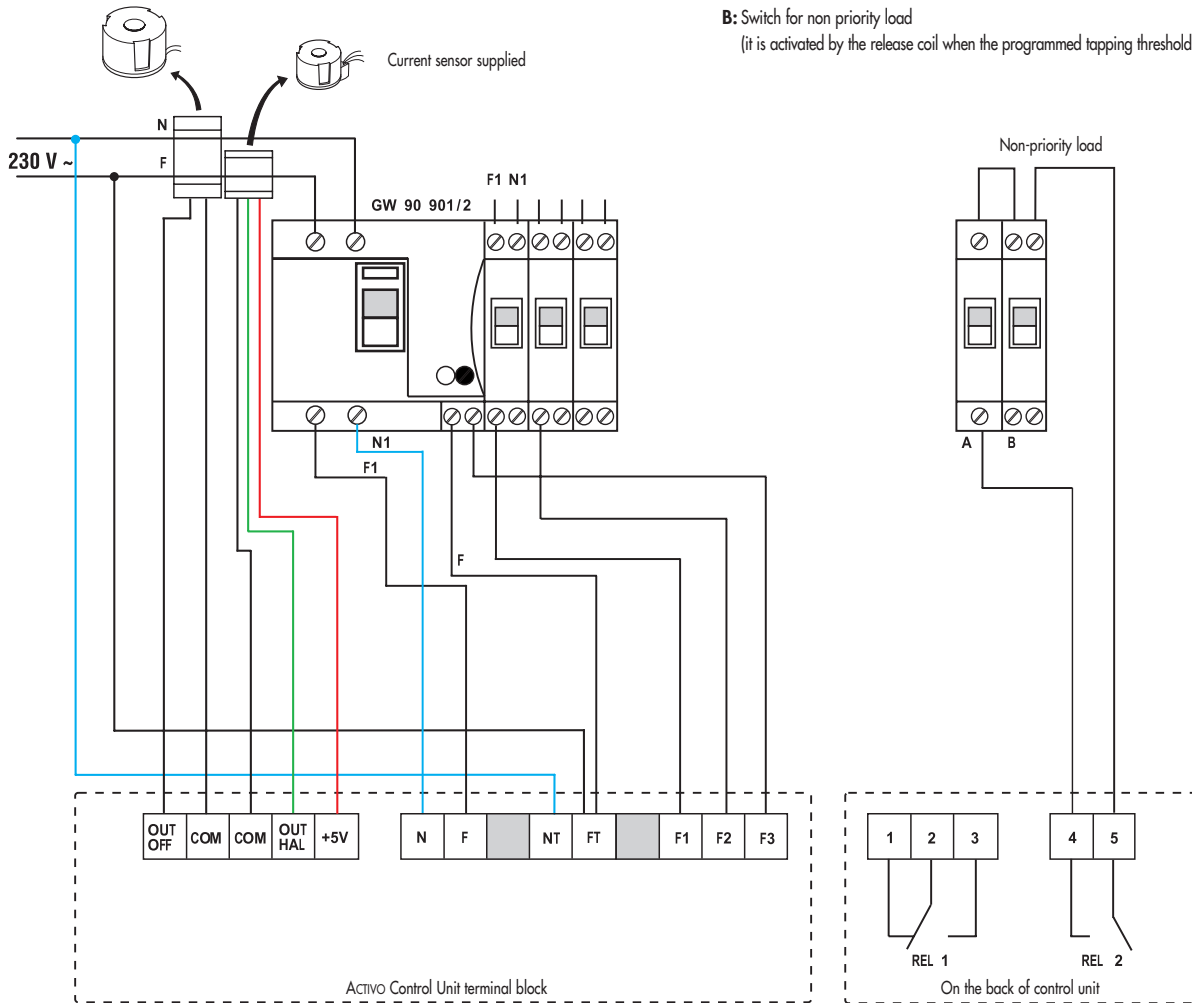 B: Switch for non priority load
(it is activated by the release coil when the programmed tapping threshold
Current sensor supplied
N
230 V ~
F
Non-priority load
F1 N1
GW 90 901/2
N1
F1
A
B
F
OUT OFF
COM
COM
OUT HAL
+5V
N
F
NT
FT
F1
F2
F3
1
2
3
4
5
REL 1
REL 2
ACTIVO Control Unit terminal block
On the back of control unit